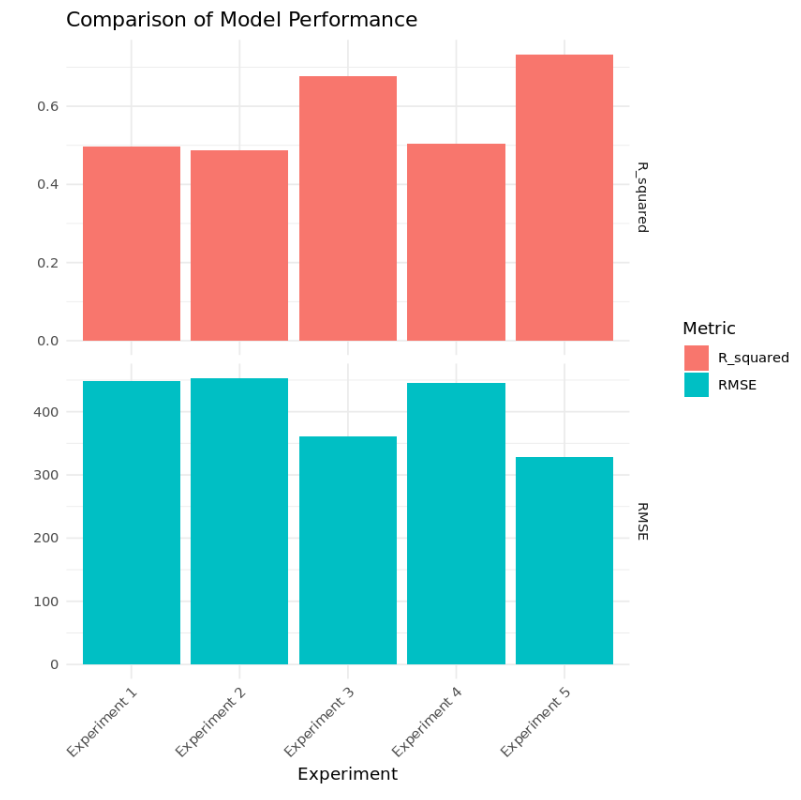 Comparison of Model Performance
0.6
0.4
0.2
0.0
R_squared
400
300
200
100
0
RMSE
Experiment 1
Experiment 2
Experiment 3
Experiment 4
Experiment 5
Experiment
Metric
R_squared
RMSE